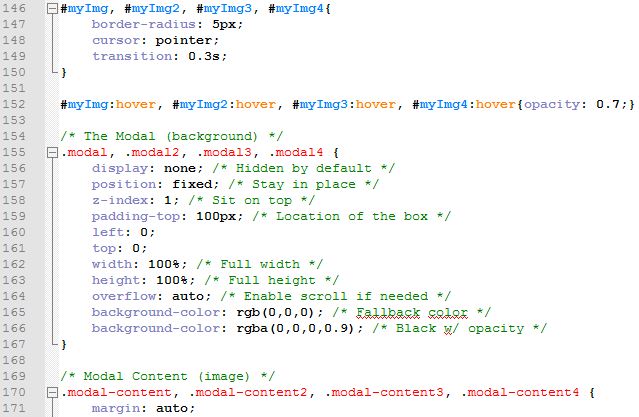 146 #myImg, #myImg2, #myImg3, #myImg4{
147     border-radius: 5px;
148     cursor: pointer;
149     transition: 0.3s;
150 }
151
152 #myImg:hover, #myImg2:hover, #myImg3:hover, #myImg4:hover{opacity: 0.7;}
153
154 /* The Modal (background) */
155 .modal, .modal2, .modal3, .modal4 {
156     display: none; /* Hidden by default */
157     position: fixed; /* Stay in place */
158     z-index: 1; /* Sit on top */
159     padding-top: 100px; /* Location of the box */
160     left: 0;
161     top: 0;
162     width: 100%; /* Full width */
163     height: 100%; /* Full height */
164     overflow: auto; /* Enable scroll if needed */
165     background-color: rgb(0,0,0); /* Fallback color */
166     background-color: rgba(0,0,0,0.9); /* Black w/ opacity */
167 }
168
169 /* Modal Content (image) */
170 .modal-content, .modal-content2, .modal-content3, .modal-content4 {
171     margin: auto;